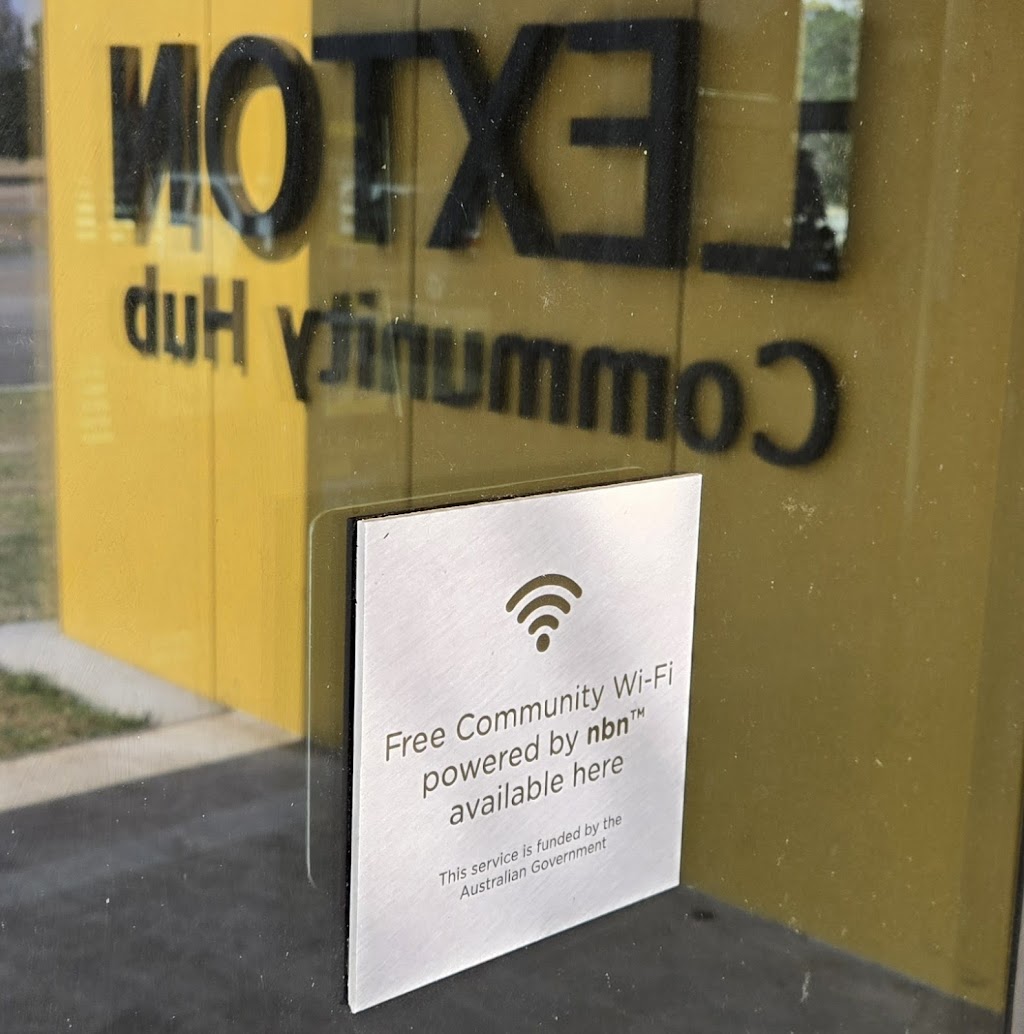 LEXTON
Community Hub
Free Community Wi-Fi
powered by nbn™
available here
This service is funded by the
Australian Government